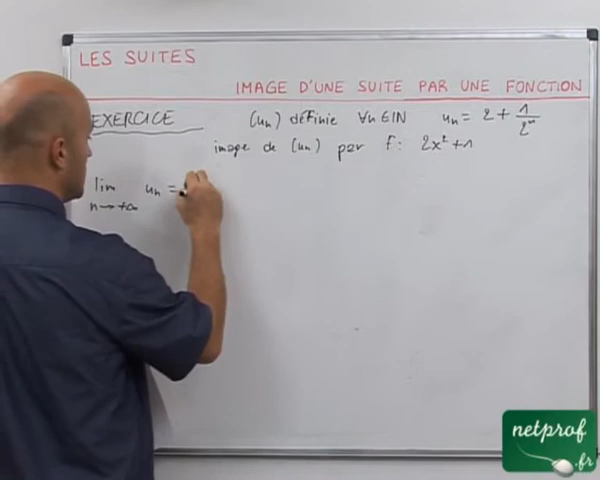 LES SUITES
IMAGE D'UNE SUITE PAR UNE FONCTION
EXERCICE (uₙ) définie ∀n∈ℕ uₙ = 2 + 1/2ⁿ
image de (uₙ) par f: 2x² + 1
lim uₙ =
n→+∞
netprof
.fr